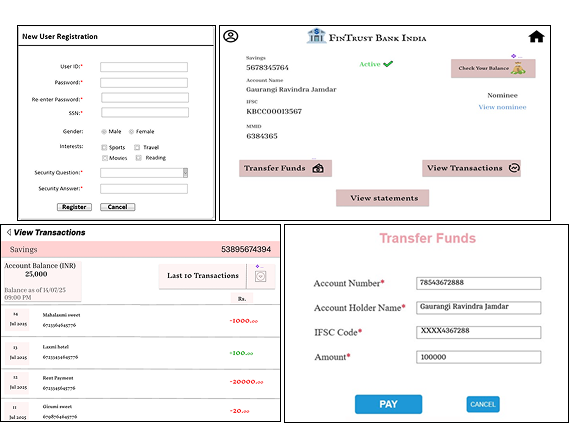 New User Registration
User ID:*
Password:*
Re-enter Password:*
SSN:*
Gender: Male Female
Interests: Sports Travel
Movies Reading
Security Question:*
Security Answer:*
Register Cancel
FinTrust Bank India
Savings
5678345764
Active
Check Your Balance
Account Name
Gaurangi Ravindra Jamdar
Nominee
IFSC
View nominee
KBCC00013567
MMID
6384365
Transfer Funds
View Transactions
View statements
View Transactions
Savings 53895674394
Account Balance (INR)
25,000
Last 10 Transactions
Balance as of 14/07/25
09:00 PM
Rs.
14
Jul 2025
Mahalaxmi sweet
6723564645776
-1000.00
13
Jul 2025
Laxmi hotel
6723454645776
-100.00
12
Jul 2025
Rent Payment
6723345645776
-20000.00
11
Jul 2025
Girumi sweet
6798764645776
-20.00
Transfer Funds
Account Number* 78543672888
Account Holder Name* Gaurangi Ravindra Jamdar
IFSC Code* XXXX4367288
Amount* 100000
PAY CANCEL